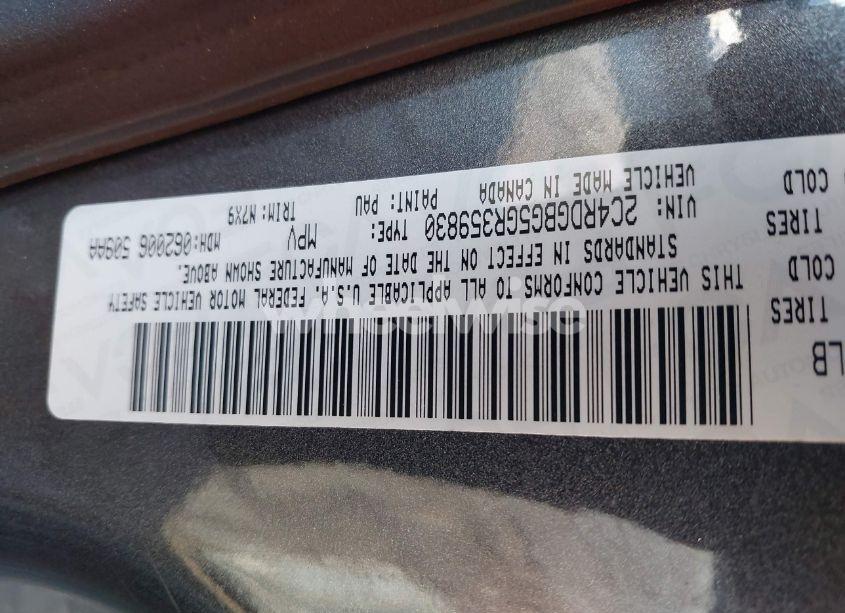 LB
TIRES
COLD
TIRES
COLD
THIS VEHICLE CONFORMS TO ALL APPLICABLE U.S.A. FEDERAL MOTOR VEHICLE SAFETY
STANDARDS IN EFFECT ON THE DATE OF MANUFACTURE SHOWN ABOVE.
VIN: 2C4RDGBG5GR359830 TYPE: MPV MDH:062006 509AA
VEHICLE MADE IN CANADA PAINT: PAU TRIM:N7X9
wheelwise